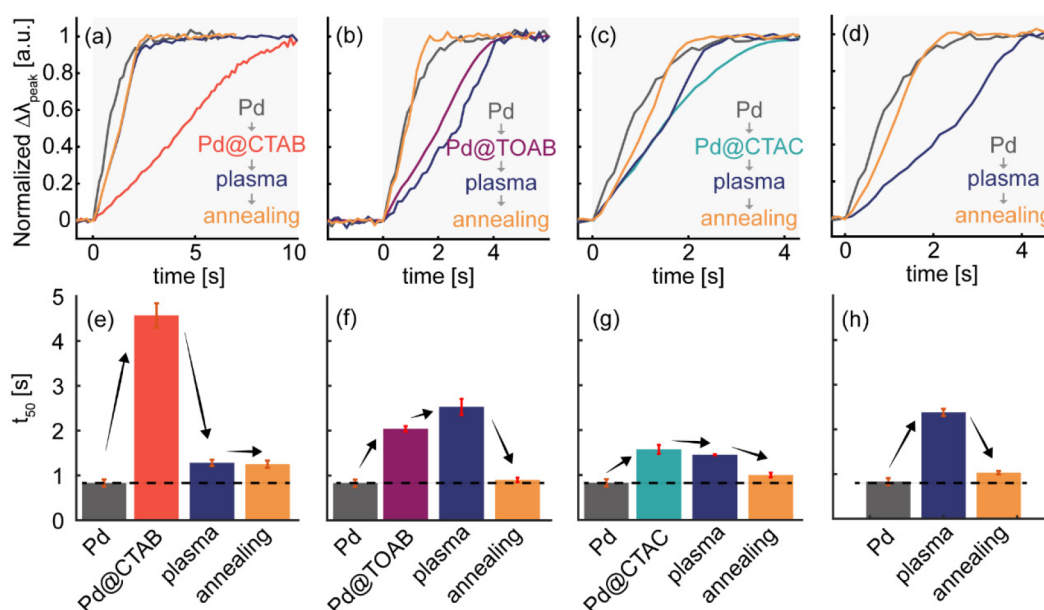 (a)
(b)
(c)
(d)
Normalized Δλpeak [a.u.]
1
0.8
0.6
0.4
0.2
0
Pd
Pd@CTAB
plasma
annealing
Pd
Pd@TOAB
plasma
annealing
Pd
Pd@CTAC
plasma
annealing
Pd
plasma
annealing
0 5 10
0 2 4
0 2 4
0 2 4
time [s]
time [s]
time [s]
time [s]
(e)
(f)
(g)
(h)
t50 [s]
5
4
3
2
1
0
Pd
Pd@CTAB
plasma
annealing
Pd
Pd@TOAB
plasma
annealing
Pd
Pd@CTAC
plasma
annealing
Pd
plasma
annealing